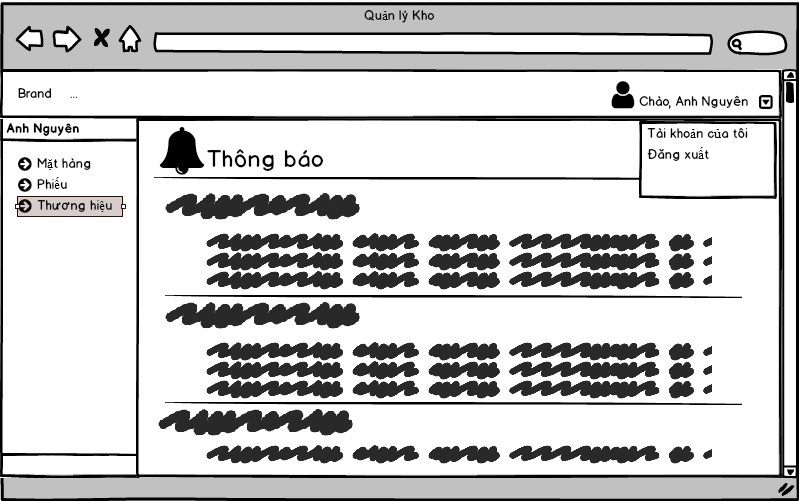 Quản lý Kho
Brand ...
Chào, Anh Nguyên
Tài khoản của tôi
Đăng xuất
Anh Nguyên
Mặt hàng
Phiếu
Thương hiệu
Thông báo